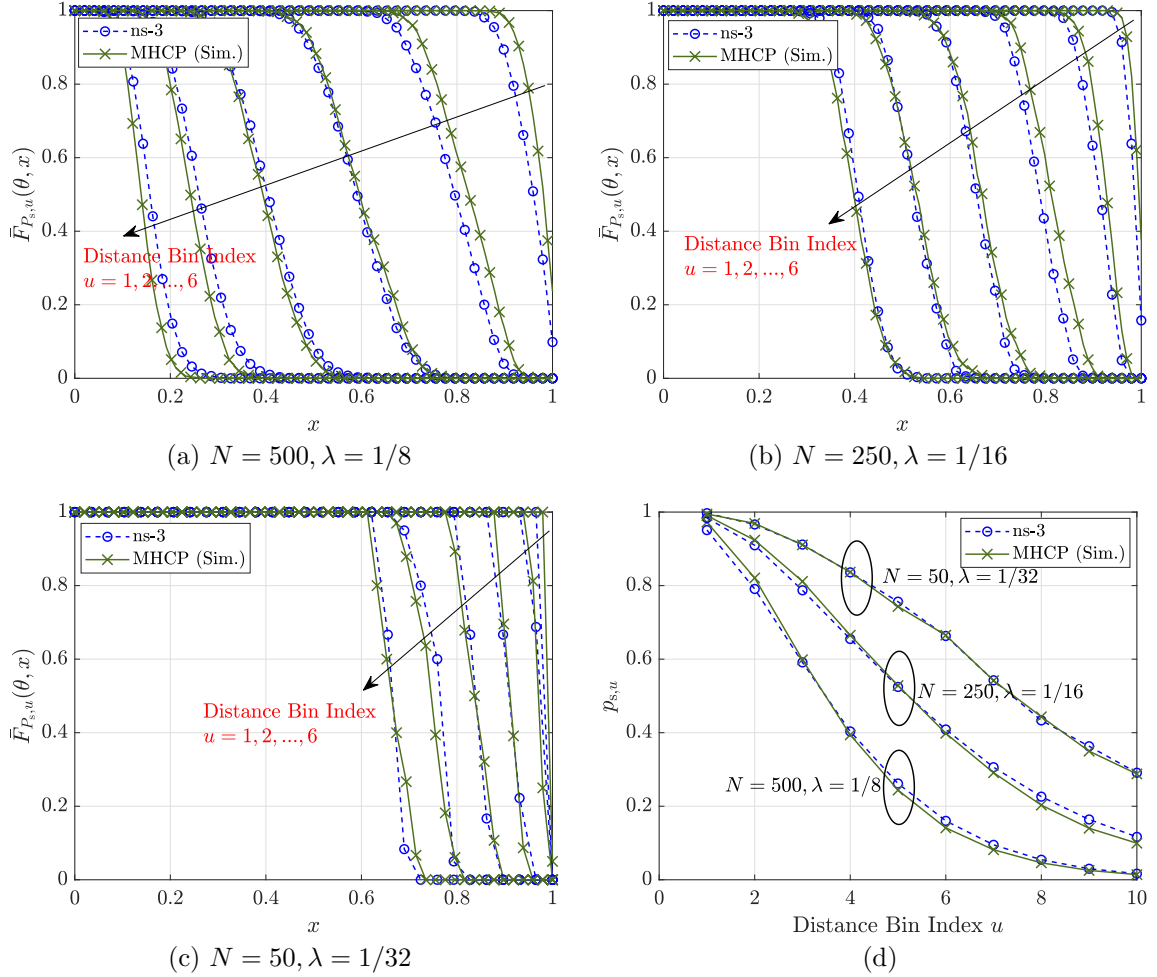 1
0.8
0.6
0.4
0.2
0
0 0.2 0.4 0.6 0.8 1
x
F̄_{P_s,u}(θ, x)
ns-3
MHCP (Sim.)
Distance Bin Index
u = 1, 2, ..., 6
(a) N = 500, λ = 1/8
1
0.8
0.6
0.4
0.2
0
0 0.2 0.4 0.6 0.8 1
x
F̄_{P_s,u}(θ, x)
ns-3
MHCP (Sim.)
Distance Bin Index
u = 1, 2, ..., 6
(b) N = 250, λ = 1/16
1
0.8
0.6
0.4
0.2
0
0 0.2 0.4 0.6 0.8 1
x
F̄_{P_s,u}(θ, x)
ns-3
MHCP (Sim.)
Distance Bin Index
u = 1, 2, ..., 6
(c) N = 50, λ = 1/32
1
0.8
0.6
0.4
0.2
0
0 2 4 6 8 10
Distance Bin Index u
p_{s,u}
ns-3
MHCP (Sim.)
N = 50, λ = 1/32
N = 250, λ = 1/16
N = 500, λ = 1/8
(d)